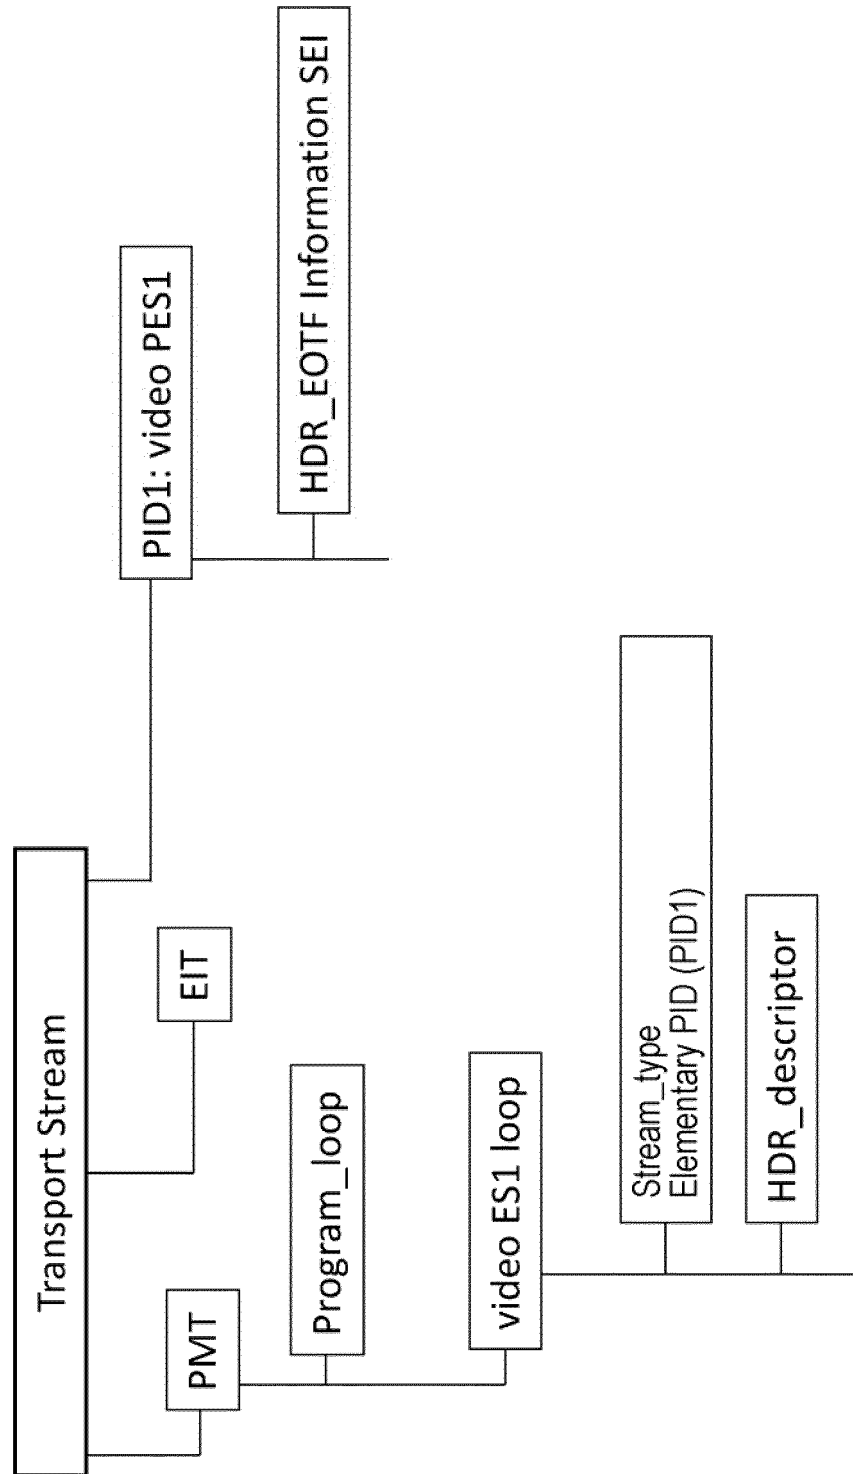 Transport Stream
PMT
Program_loop
video ES1 loop
Stream_type
Elementary PID (PID1)
HDR_descriptor
EIT
PID1: video PES1
HDR_EOTF Information SEI